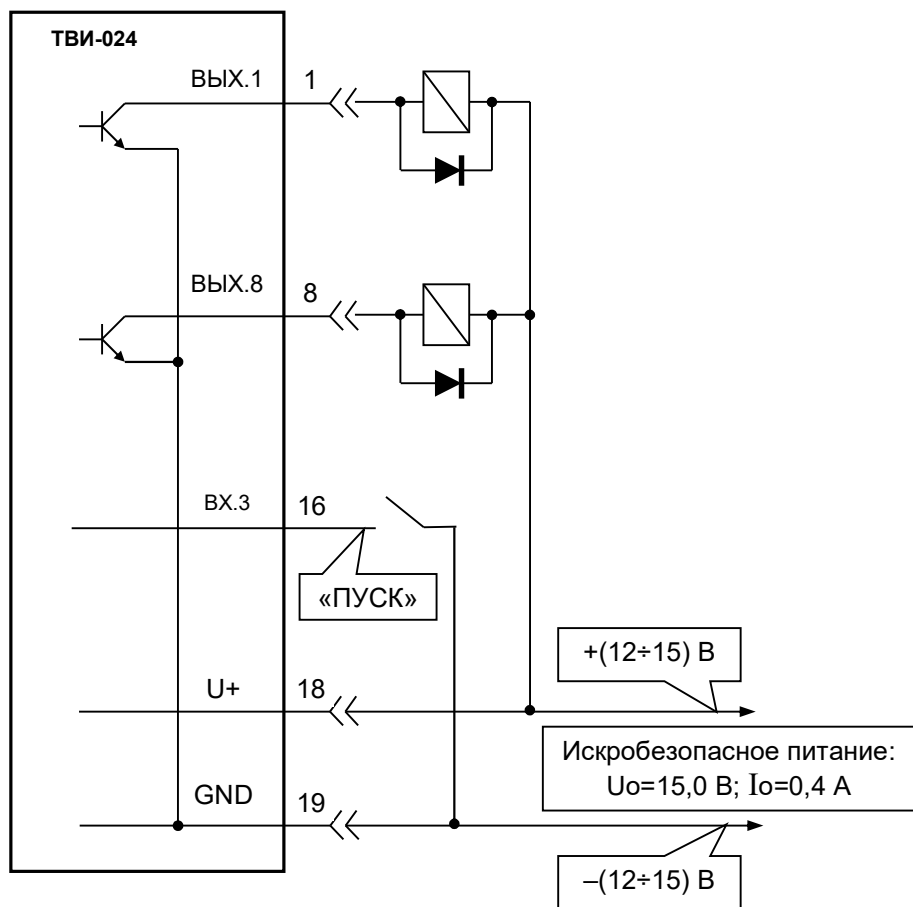 ТВИ-024
ВЫХ.1 1
ВЫХ.8 8
ВХ.3 16
«ПУСК»
+(12÷15) В
U+ 18
Искробезопасное питание:
Uo=15,0 В; Io=0,4 А
GND 19
–(12÷15) В